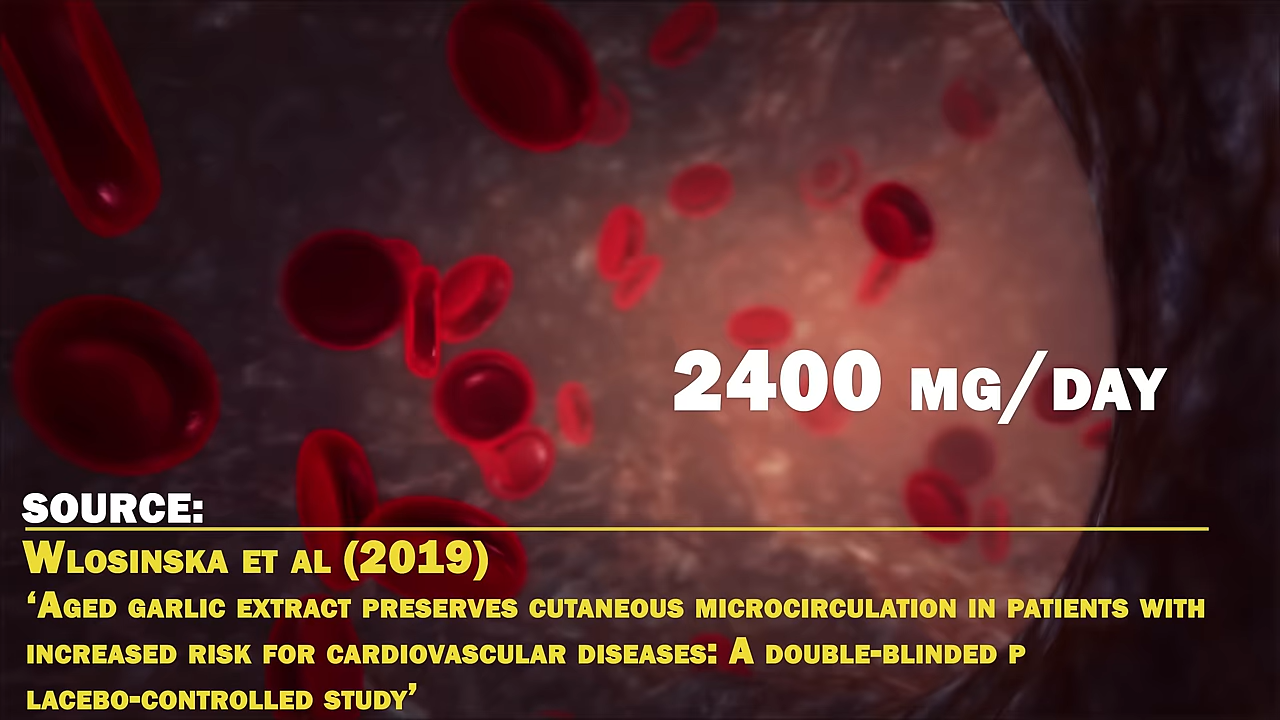 2400 MG/DAY
SOURCE:
WLOSINSKA ET AL (2019)
‘AGED GARLIC EXTRACT PRESERVES CUTANEOUS MICROCIRCULATION IN PATIENTS WITH
INCREASED RISK FOR CARDIOVASCULAR DISEASES: A DOUBLE-BLINDED P
LACEBO-CONTROLLED STUDY’